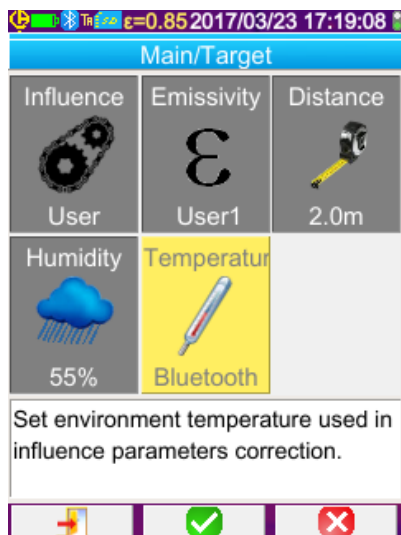 TR ε=0.85 2017/03/23 17:19:08
Main/Target
Influence Emissivity Distance
ε
User User1 2.0m
Humidity Temperatur
55% Bluetooth
Set environment temperature used in
influence parameters correction.